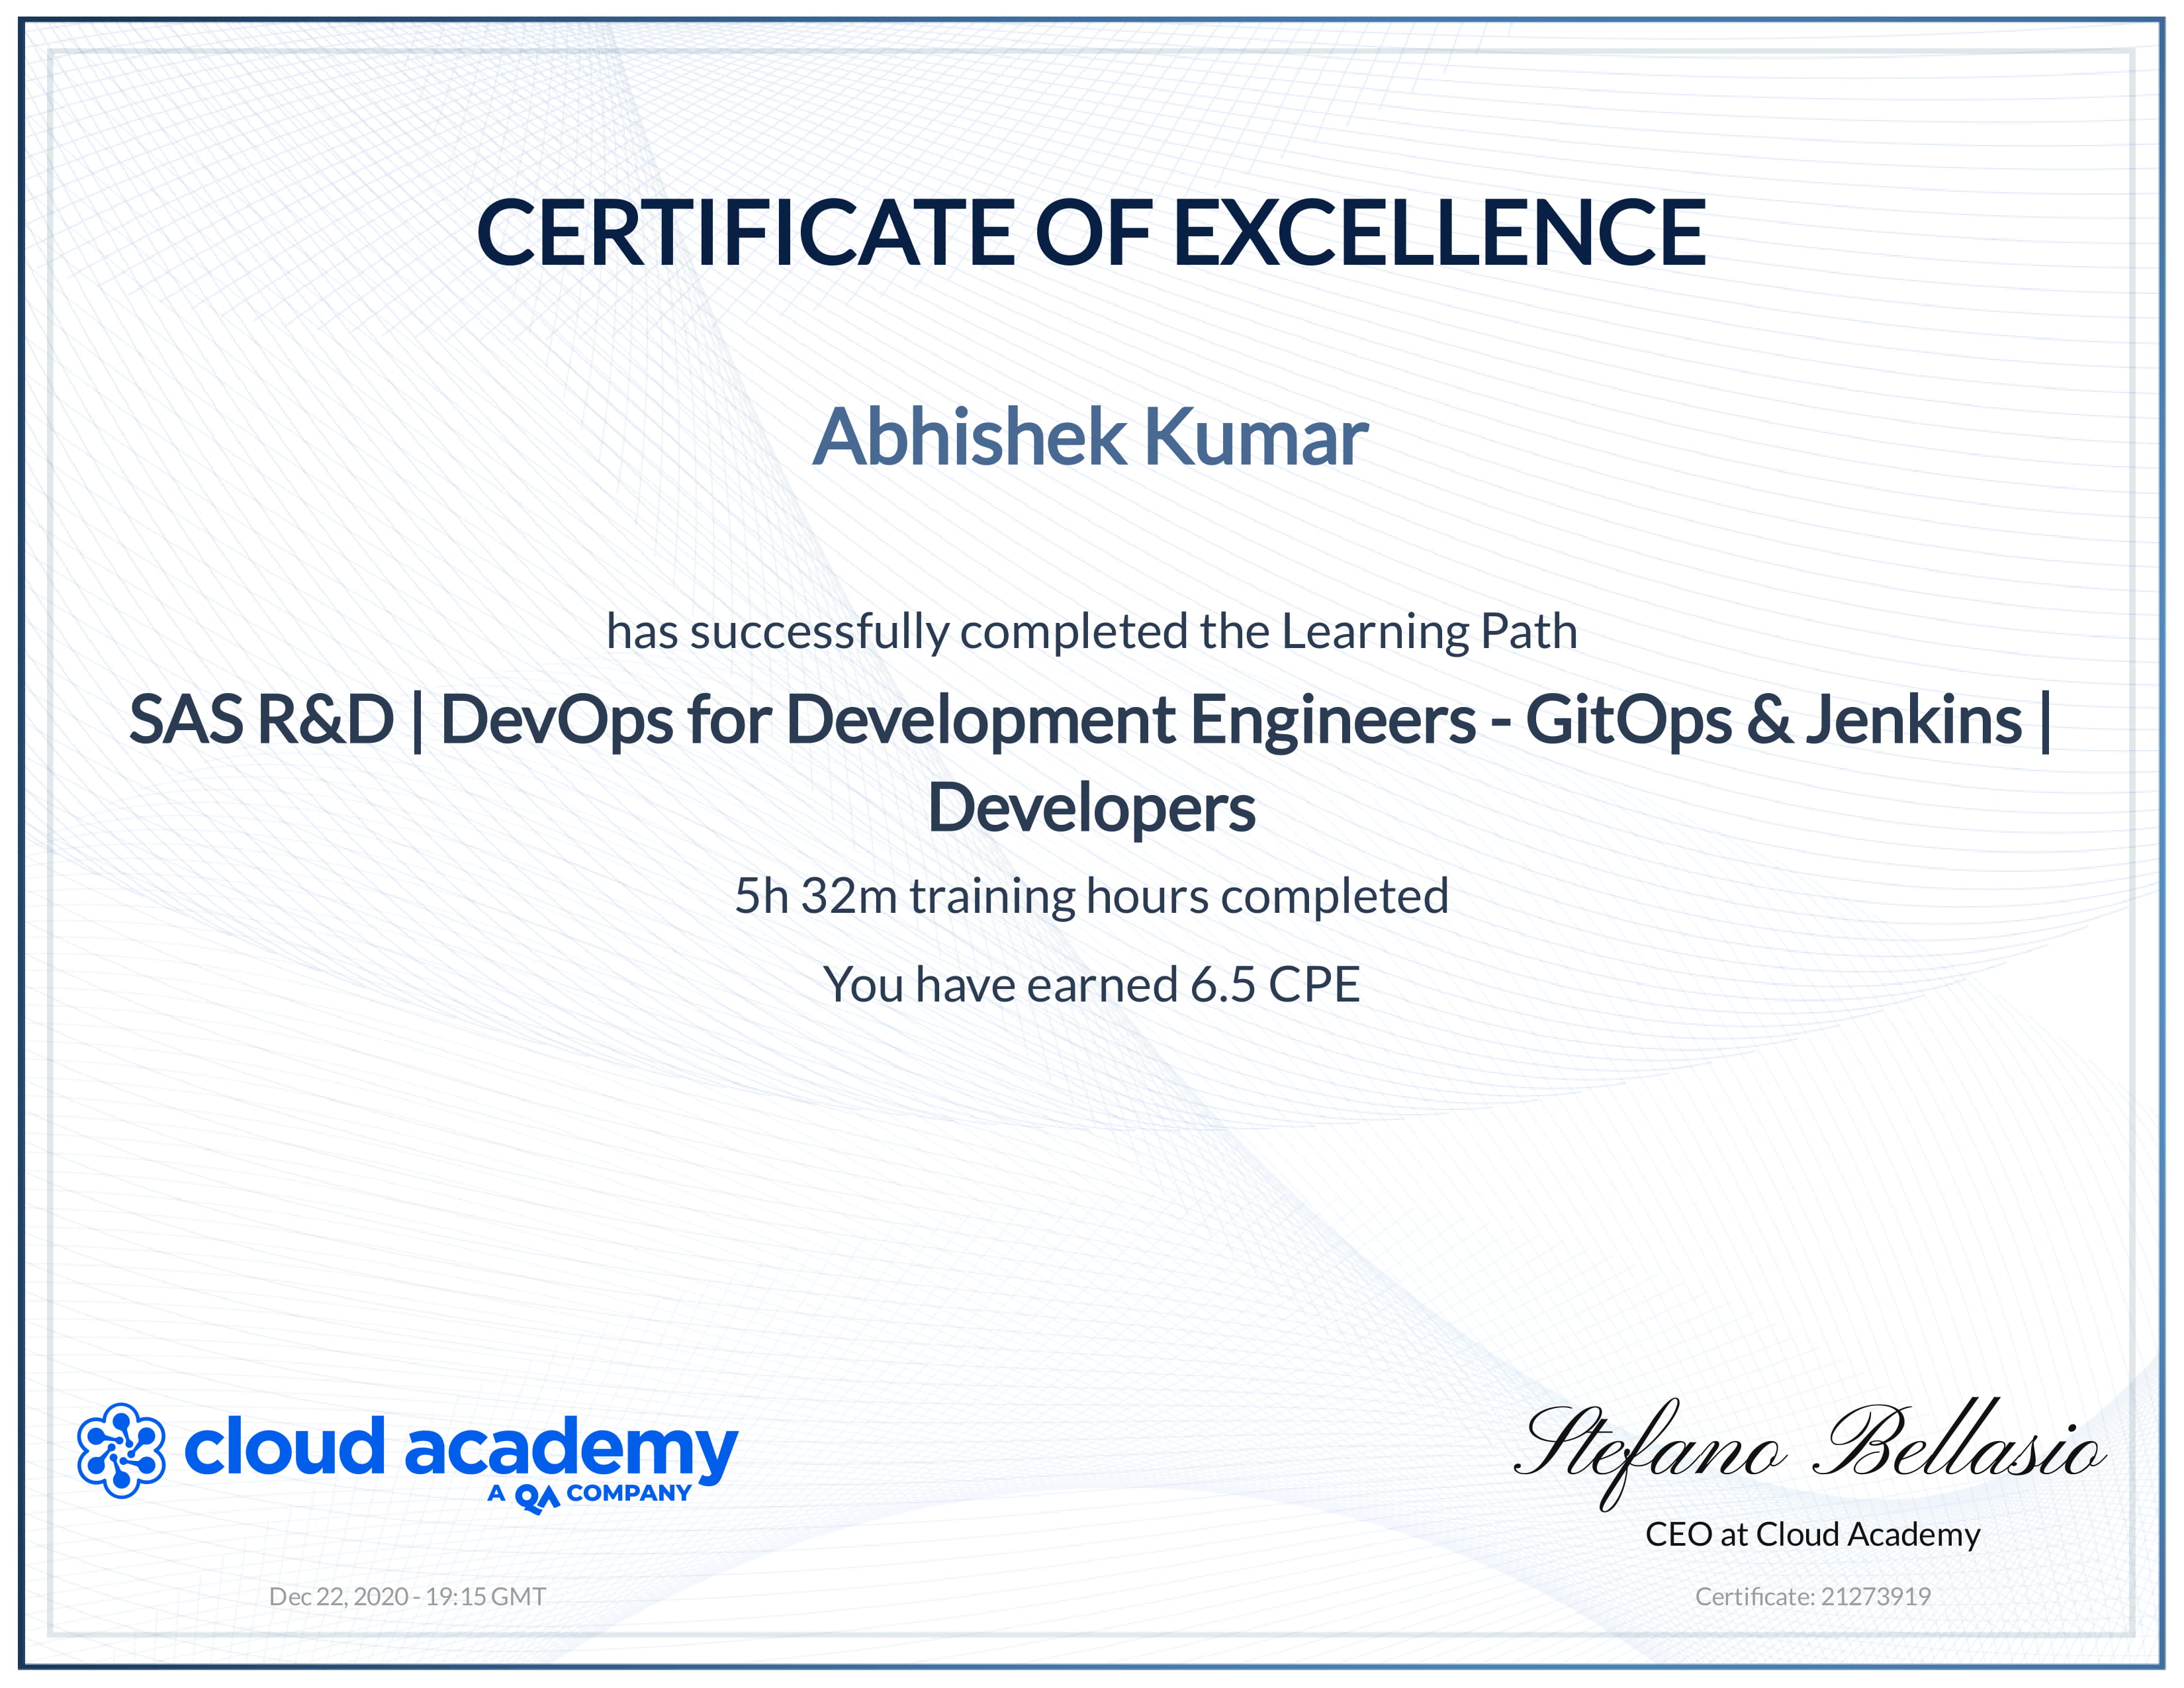 CERTIFICATE OF EXCELLENCE
Abhishek Kumar
has successfully completed the Learning Path
SAS R&D | DevOps for Development Engineers - GitOps & Jenkins |
Developers
5h 32m training hours completed
You have earned 6.5 CPE
cloud academy
A QA COMPANY
Stefano Bellasio
CEO at Cloud Academy
Dec 22, 2020 - 19:15 GMT
Certificate: 21273919